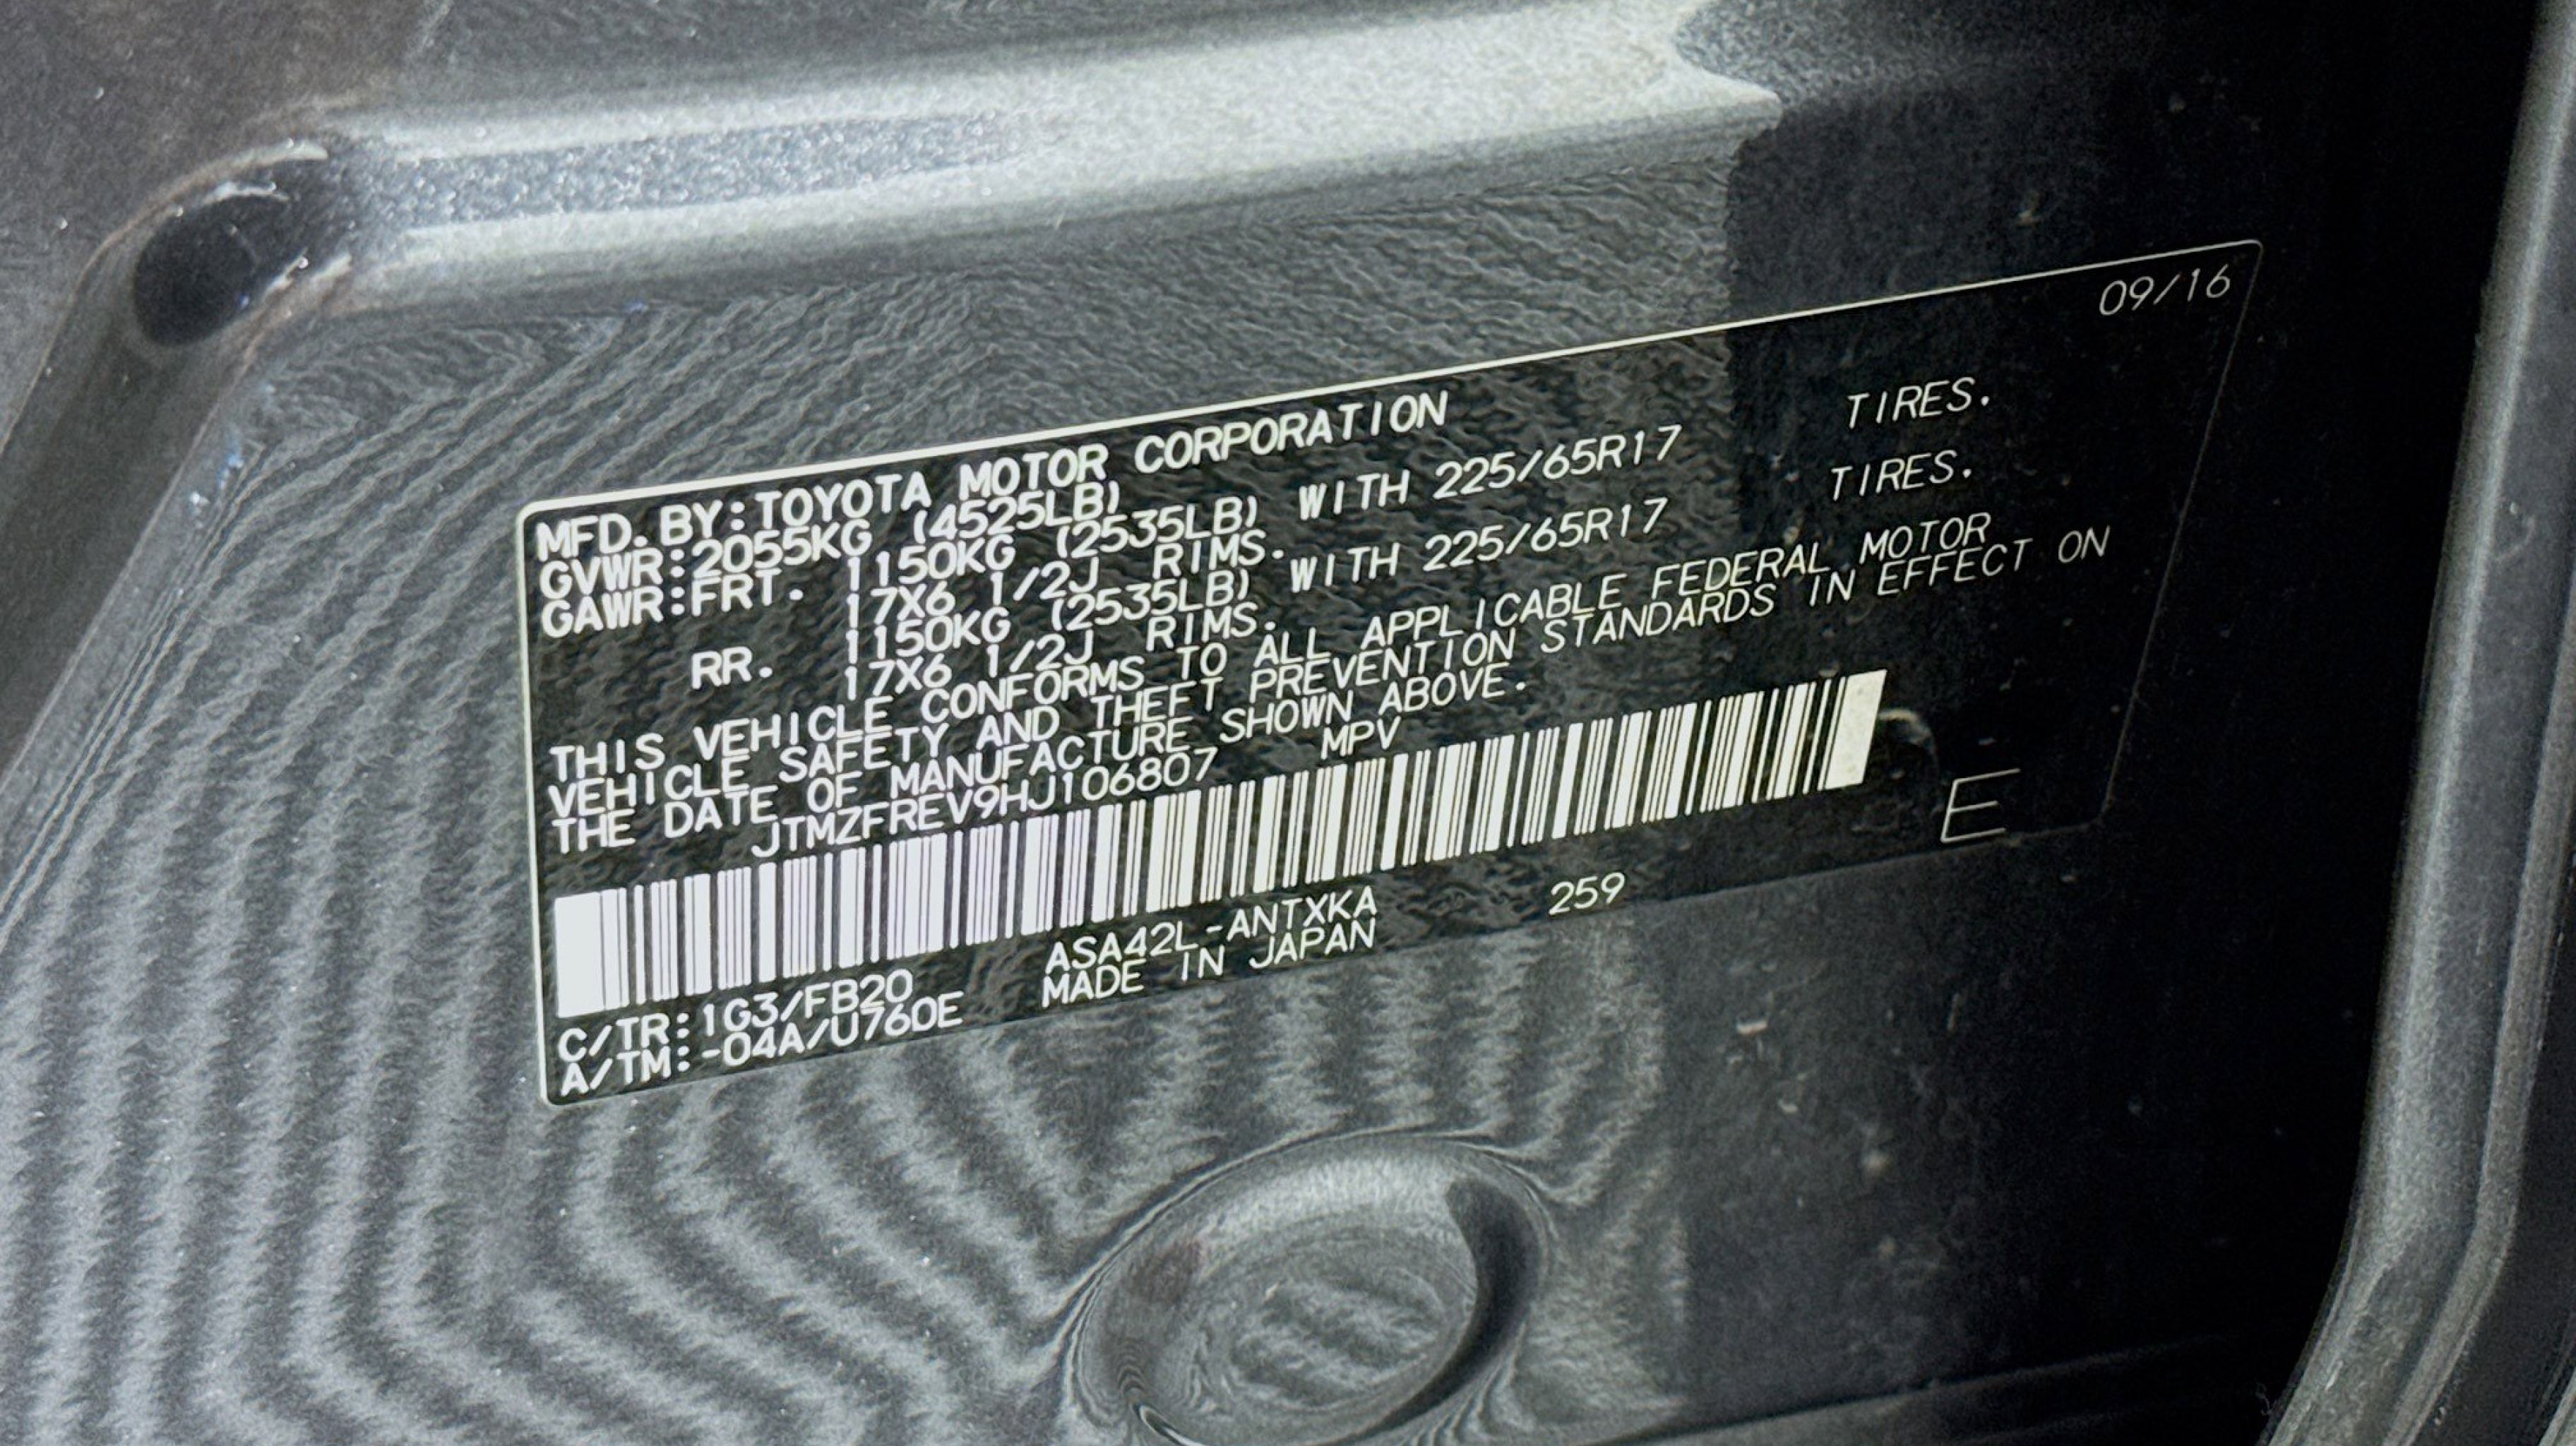 09/16
MFD.BY:TOYOTA MOTOR CORPORATION
GVWR:2055KG (4525LB)
GAWR:FRT. 1150KG (2535LB) WITH 225/65R17 TIRES.
17X6 1/2J RIMS.
RR. 1150KG (2535LB) WITH 225/65R17 TIRES.
17X6 1/2J RIMS.
THIS VEHICLE CONFORMS TO ALL APPLICABLE FEDERAL MOTOR
VEHICLE SAFETY AND THEFT PREVENTION STANDARDS IN EFFECT ON
THE DATE OF MANUFACTURE SHOWN ABOVE.
JTMZFREV9HJ106807 MPV
E
C/TR:1G3/FB20 ASA42L-ANTXKA 259
A/TM:-04A/U760E MADE IN JAPAN